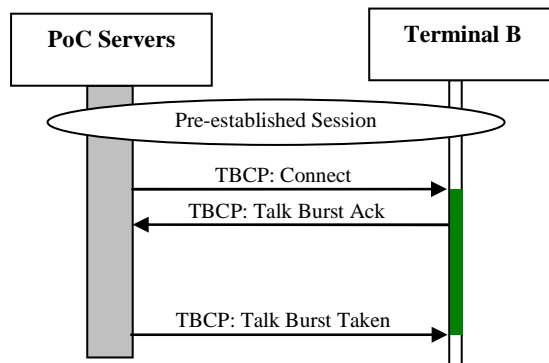 PoC Servers
Terminal B
Pre-established Session
TBCP: Connect
TBCP: Talk Burst Ack
TBCP: Talk Burst Taken